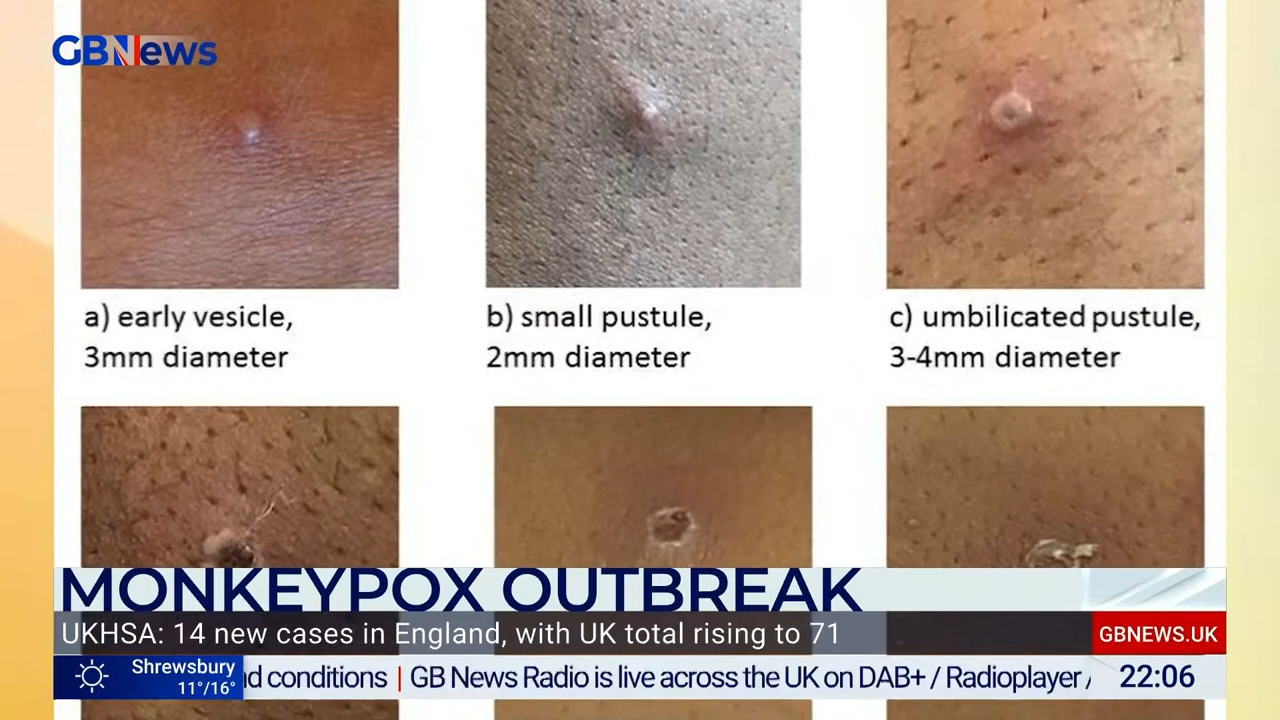 GBNews
a) early vesicle,
3mm diameter
b) small pustule,
2mm diameter
c) umbilicated pustule,
3-4mm diameter
MONKEYPOX OUTBREAK
UKHSA: 14 new cases in England, with UK total rising to 71
GBNEWS.UK
Shrewsbury
11°/16°
conditions | GB News Radio is live across the UK on DAB+ / Radioplayer /
22:06